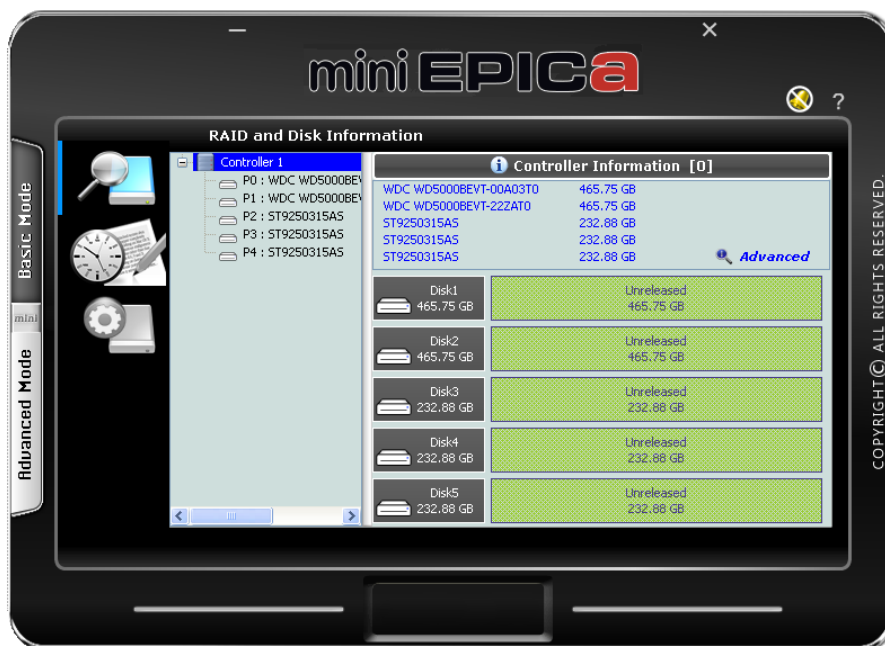 mini EPICa
?
RAID and Disk Information
Basic Mode
mini
Advanced Mode
Controller 1
P0 : WDC WD5000BE
P1 : WDC WD5000BE
P2 : ST9250315AS
P3 : ST9250315AS
P4 : ST9250315AS
Controller Information [0]
WDC WD5000BEVT-00A03T0 465.75 GB
WDC WD5000BEVT-22ZAT0 465.75 GB
ST9250315AS 232.88 GB
ST9250315AS 232.88 GB
ST9250315AS 232.88 GB
Advanced
Disk1
465.75 GB
Unreleased
465.75 GB
Disk2
465.75 GB
Unreleased
465.75 GB
Disk3
232.88 GB
Unreleased
232.88 GB
Disk4
232.88 GB
Unreleased
232.88 GB
Disk5
232.88 GB
Unreleased
232.88 GB
COPYRIGHT© ALL RIGHTS RESERVED.